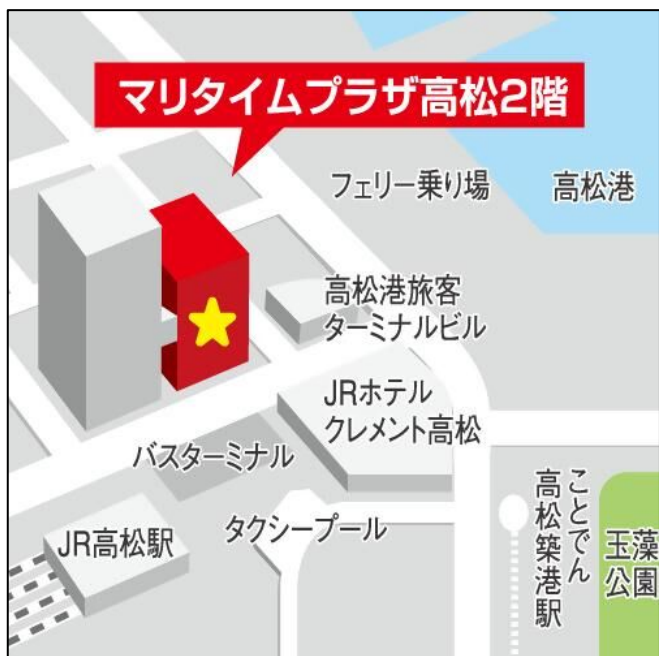 マリタイムプラザ高松2階
フェリー乗り場
高松港
高松港旅客
ターミナルビル
JRホテル
クレメント高松
バスターミナル
タクシープール
JR高松駅
ことでん
高松築港駅
玉藻
公園